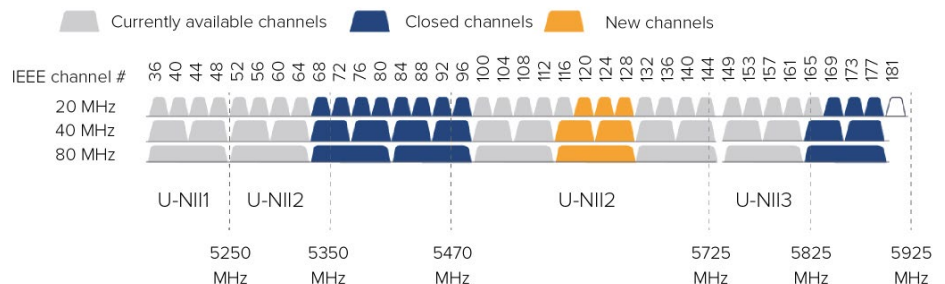 Currently available channels Closed channels New channels
IEEE channel # 36 40 44 48 52 56 60 64 68 72 76 80 84 88 92 96 100 104 108 112 116 120 124 128 132 136 140 144 149 153 157 161 165 169 173 177 181
20 MHz
40 MHz
80 MHz
U-NII1 U-NII2 U-NII2 U-NII3
5250 5350 5470 5725 5825 5925
MHz MHz MHz MHz MHz MHz